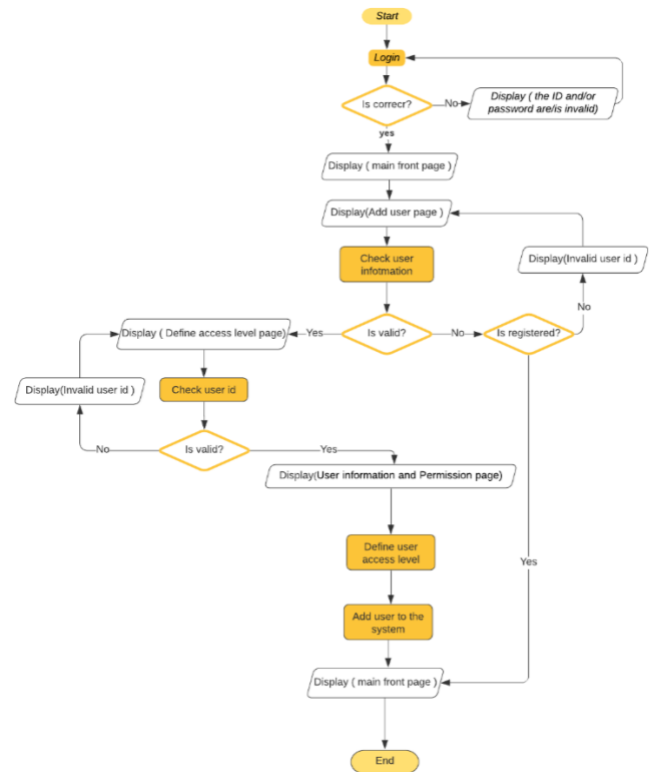 Start
Login
Is correcr?
No
Display ( the ID and/or
password are/is invalid)
yes
Display ( main front page )
Display(Add user page )
Check user
infotmation
Display(Invalid user id )
No
Display ( Define access level page)
Yes
Is valid?
No
Is registered?
Display(Invalid user id )
Check user id
No
Is valid?
Yes
Display(User information and Permission page)
Define user
access level
Yes
Add user to the
system
Display ( main front page )
End